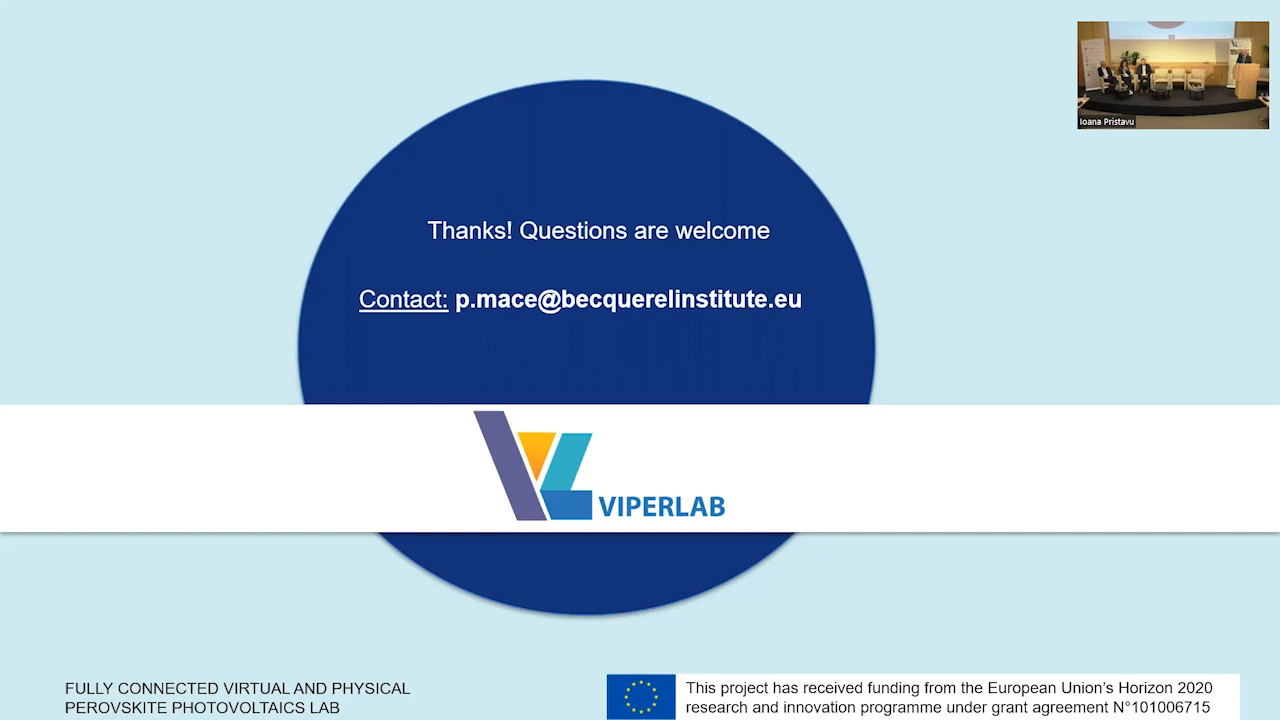 Ioana Pristavu
Thanks! Questions are welcome
Contact: p.mace@becquerelinstitute.eu
VIPERLAB
FULLY CONNECTED VIRTUAL AND PHYSICAL
PEROVSKITE PHOTOVOLTAICS LAB
This project has received funding from the European Union’s Horizon 2020
research and innovation programme under grant agreement N°101006715